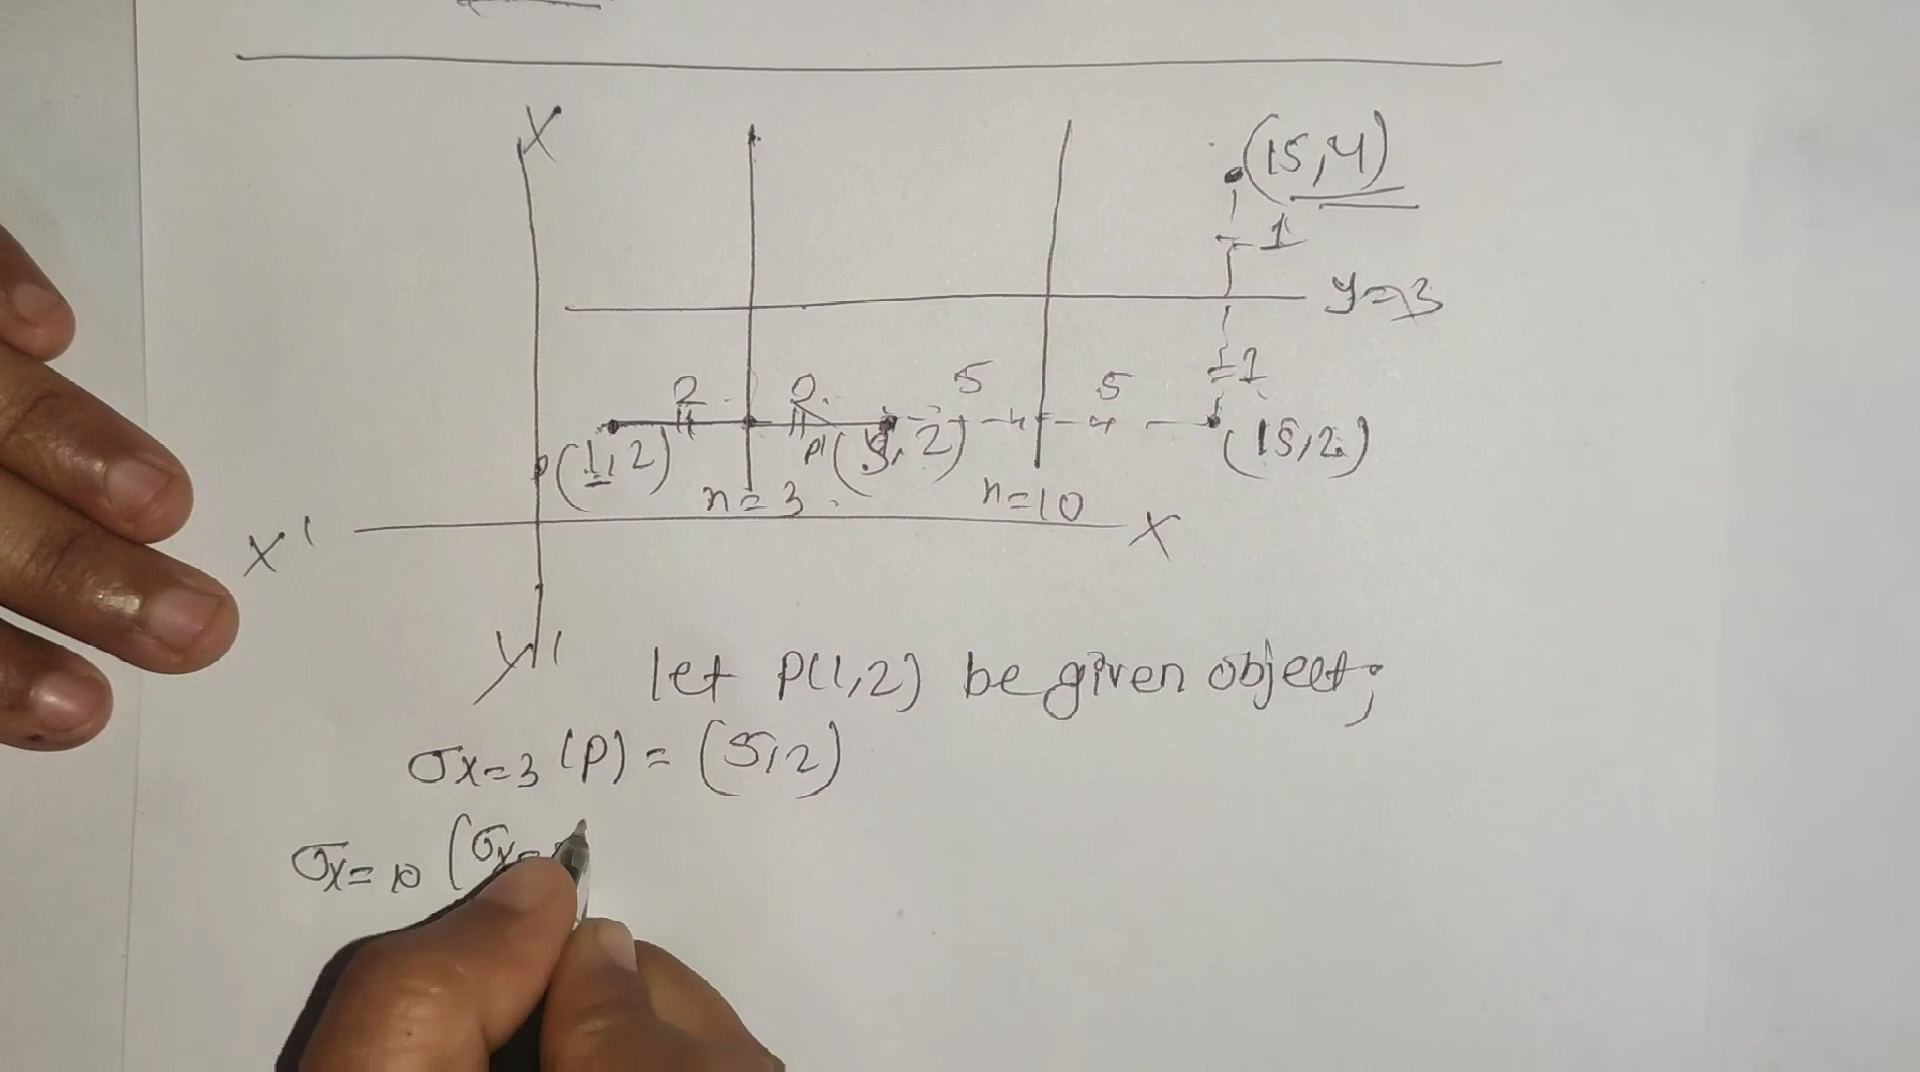 X
(15,4)
1
y=3
2 2 5 5 1
(1,2) P'(5,2) (15,2)
x=3 x=10
X' X
y'
let P(1,2) be given object;
σx=3 (P) = (5,2)
σx=10 (σx=